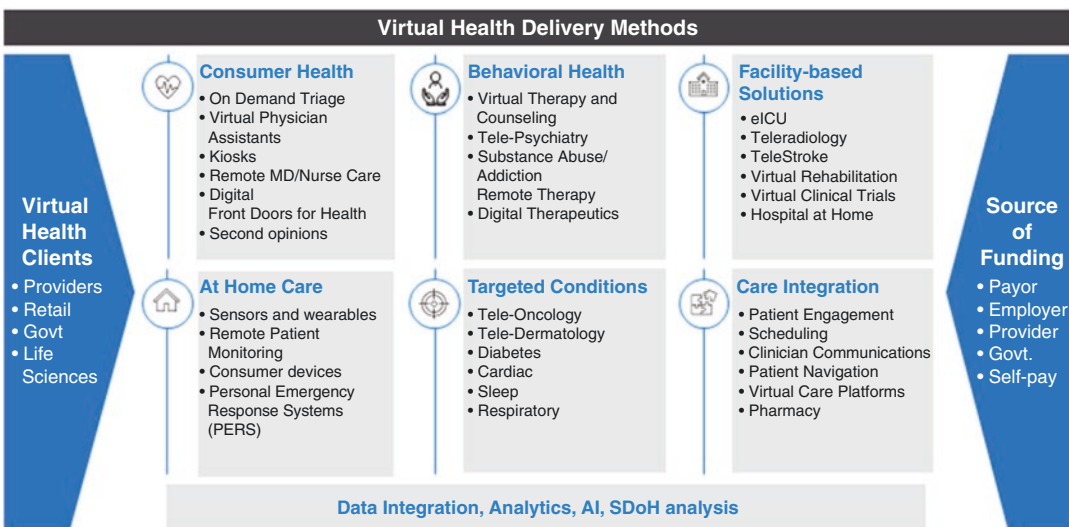 Virtual Health Delivery Methods
Virtual
Health
Clients
• Providers
• Retail
• Govt
• Life
Sciences
Consumer Health
• On Demand Triage
• Virtual Physician
Assistants
• Kiosks
• Remote MD/Nurse Care
• Digital
Front Doors for Health
• Second opinions
Behavioral Health
• Virtual Therapy and
Counseling
• Tele-Psychiatry
• Substance Abuse/
Addiction
Remote Therapy
• Digital Therapeutics
Facility-based
Solutions
• eICU
• Teleradiology
• TeleStroke
• Virtual Rehabilitation
• Virtual Clinical Trials
• Hospital at Home
At Home Care
• Sensors and wearables
• Remote Patient
Monitoring
• Consumer devices
• Personal Emergency
Response Systems
(PERS)
Targeted Conditions
• Tele-Oncology
• Tele-Dermatology
• Diabetes
• Cardiac
• Sleep
• Respiratory
Care Integration
• Patient Engagement
• Scheduling
• Clinician Communications
• Patient Navigation
• Virtual Care Platforms
• Pharmacy
Source
of
Funding
• Payor
• Employer
• Provider
• Govt.
• Self-pay
Data Integration, Analytics, AI, SDoH analysis